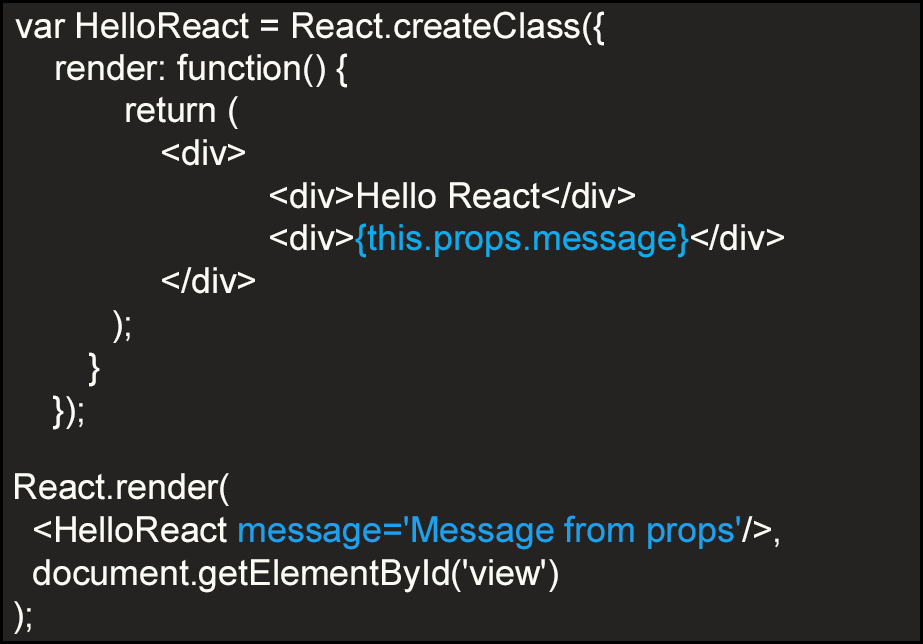 var HelloReact = React.createClass({
render: function() {
return (
<div>
<div>Hello React</div>
<div>{this.props.message}</div>
</div>
);
}
});
React.render(
<HelloReact message='Message from props'/>,
document.getElementById('view')
);